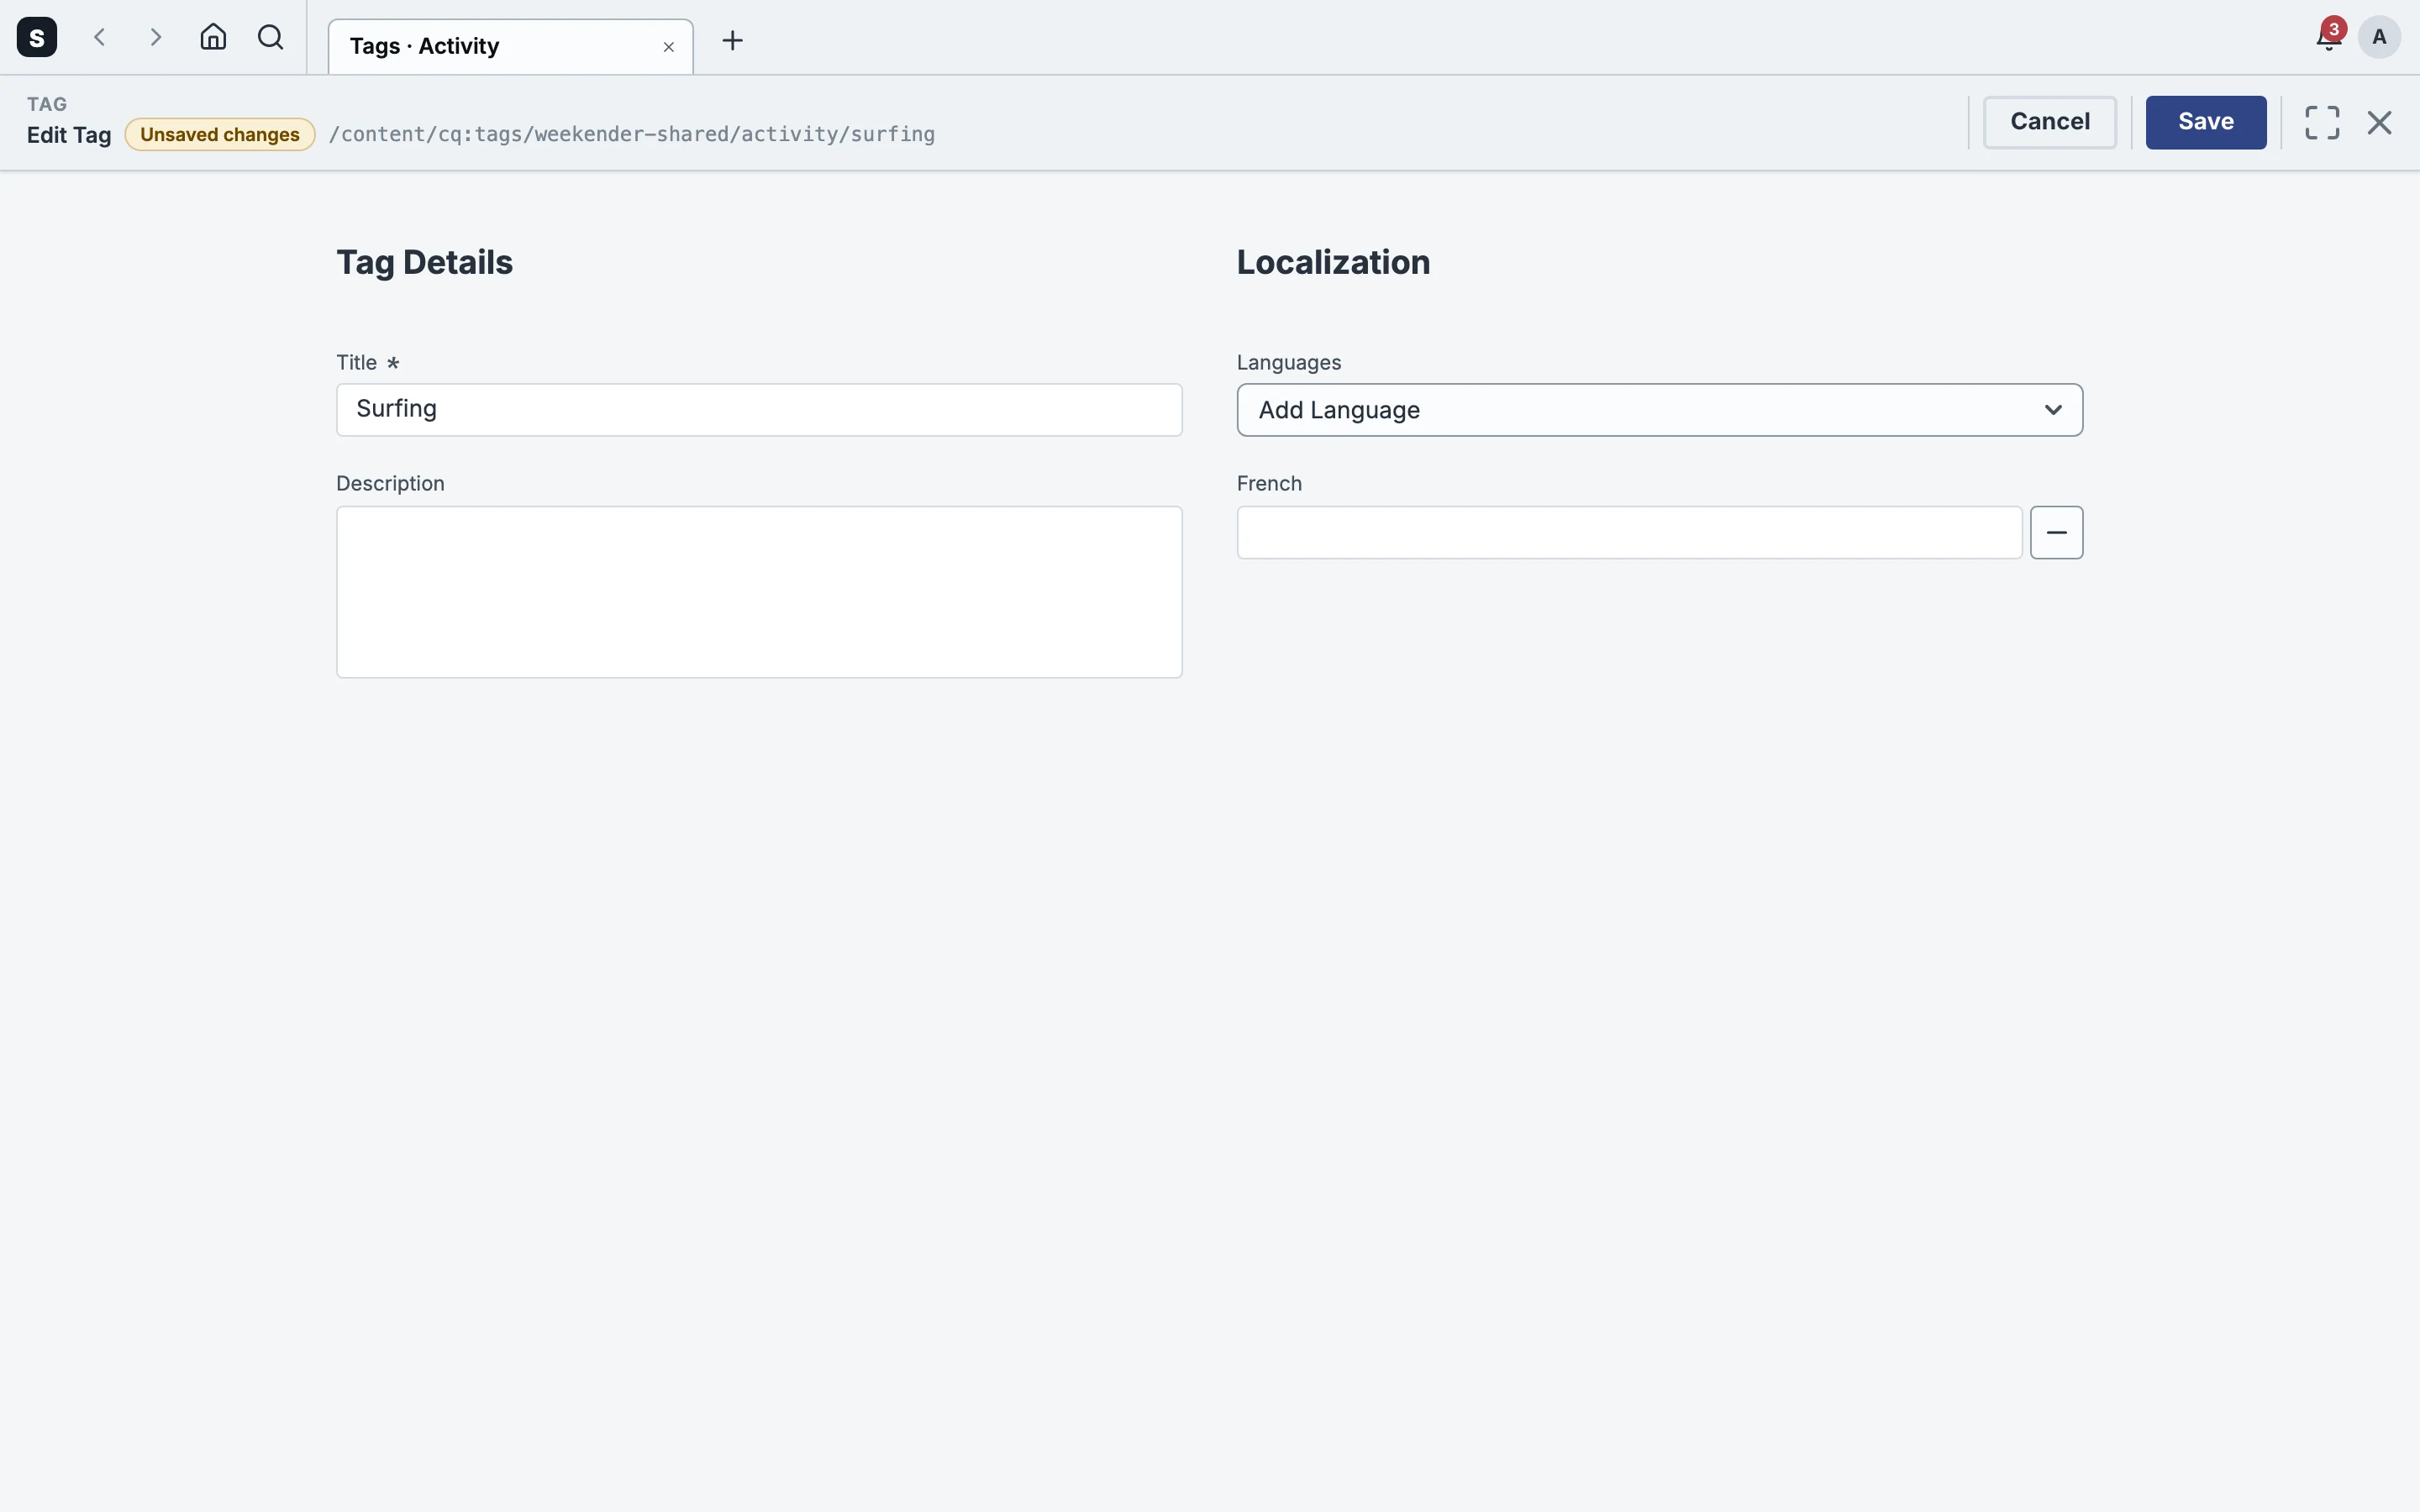 S
Tags · Activity
3
A
TAG
Edit Tag
Unsaved changes
/content/cq:tags/weekender-shared/activity/surfing
Cancel
Save
Tag Details
Localization
Title *
Surfing
Languages
Add Language
Description
French